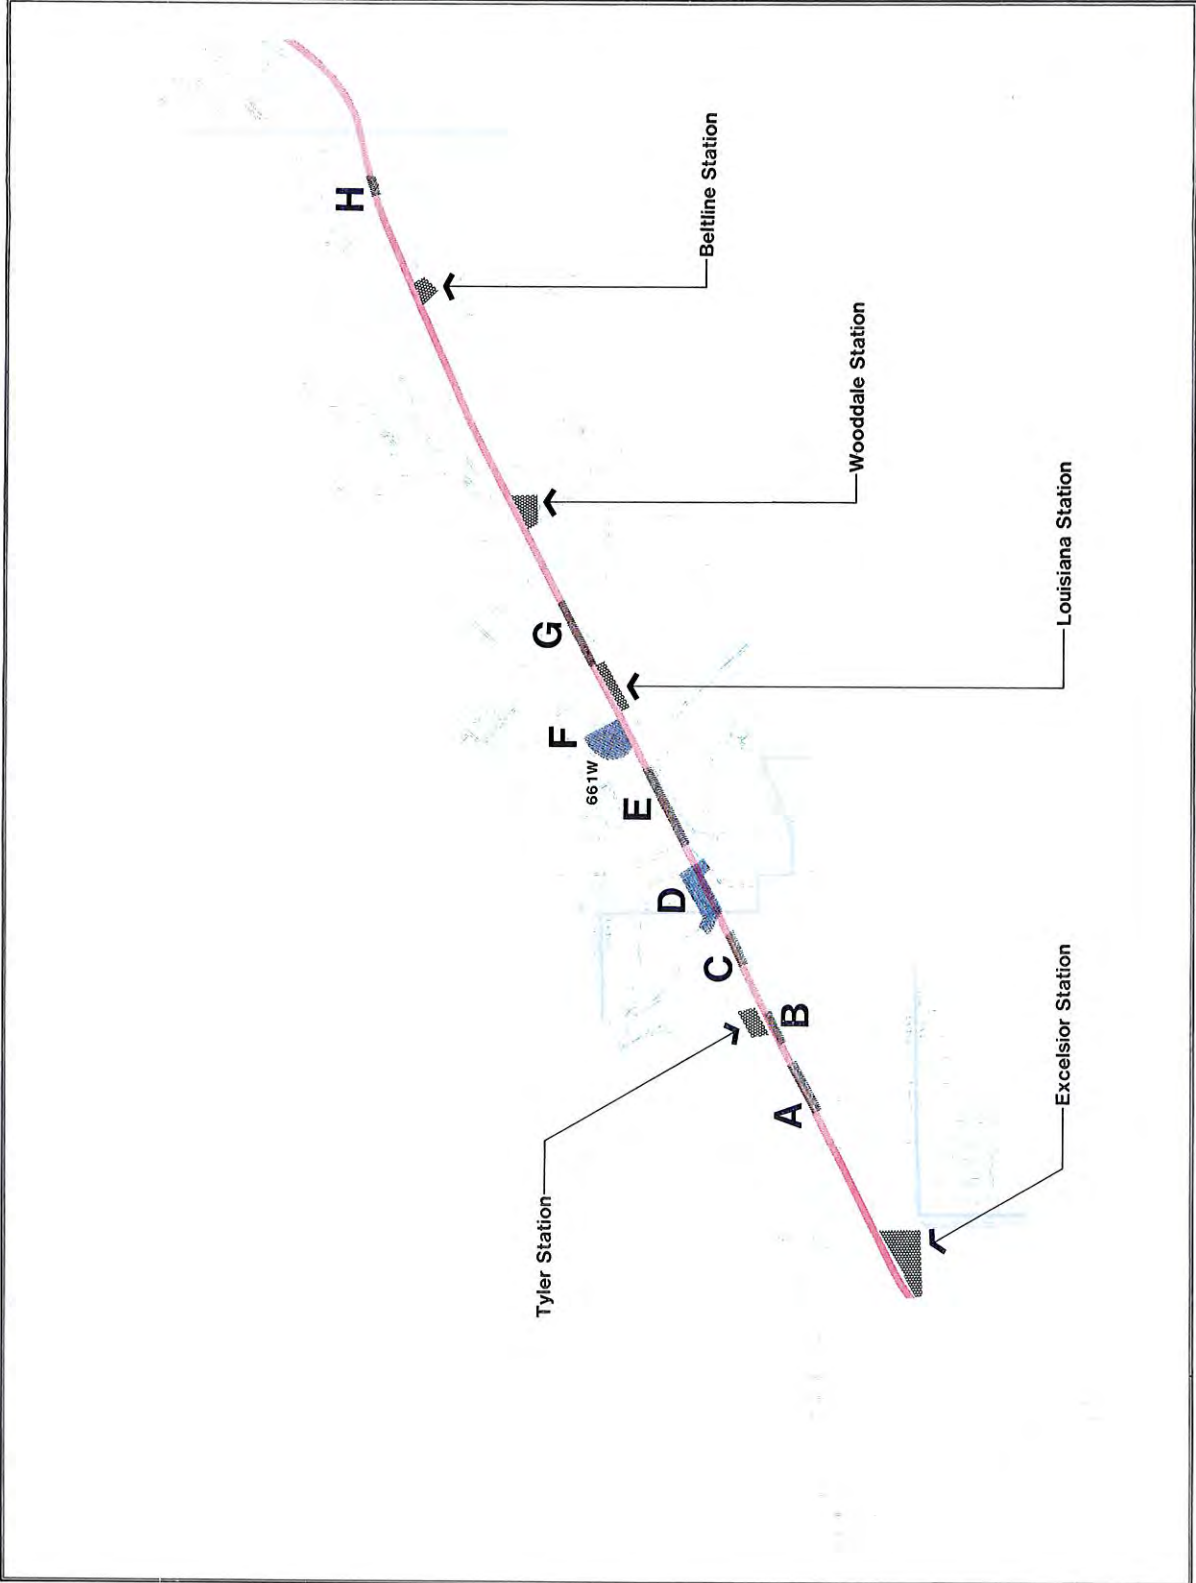 H
Beltline Station
Wooddale Station
G
Louisiana Station
F
661W
E
D
C
B
Tyler Station
A
Excelsior Station